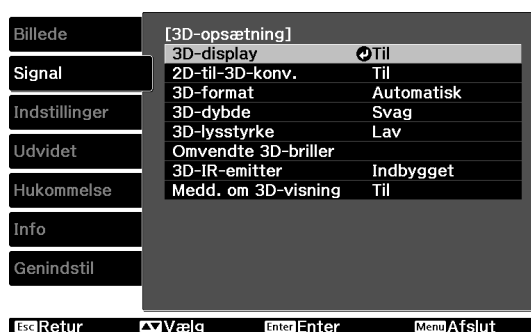 Billede
Signal
Indstillinger
Udvidet
Hukommelse
Info
Genindstil
[3D-opsætning]
3D-display Til
2D-til-3D-konv. Til
3D-format Automatisk
3D-dybde Svag
3D-lysstyrke Lav
Omvendte 3D-briller
3D-IR-emitter Indbygget
Medd. om 3D-visning Til
Esc Retur Vælg Enter Enter Menu Afslut